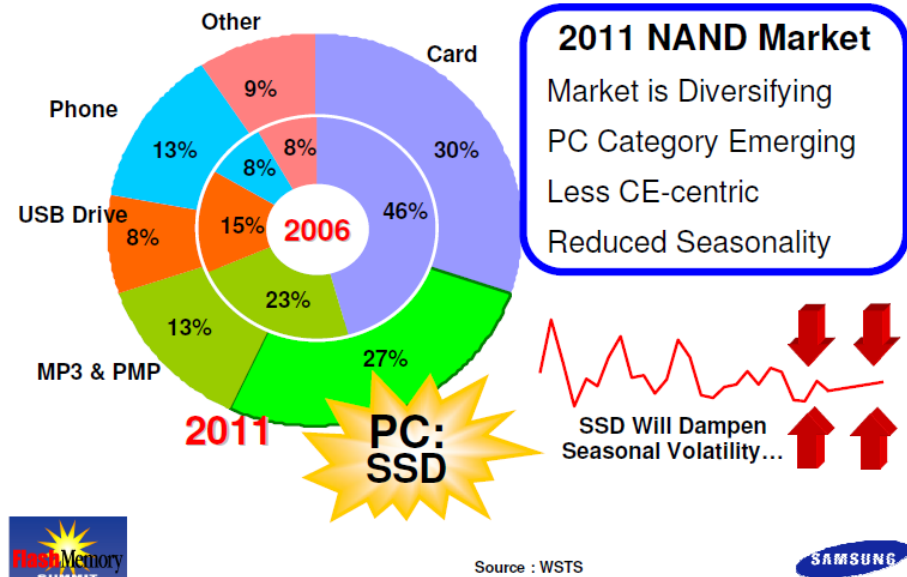 Other
Card
Phone
USB Drive
MP3 & PMP
9%
30%
13%
8%
13%
27%
8%
8%
15%
46%
23%
2006
2011
PC:
SSD
2011 NAND Market
Market is Diversifying
PC Category Emerging
Less CE-centric
Reduced Seasonality
SSD Will Dampen
Seasonal Volatility…
FlashMemory
SUMMIT
Source : WSTS
SAMSUNG